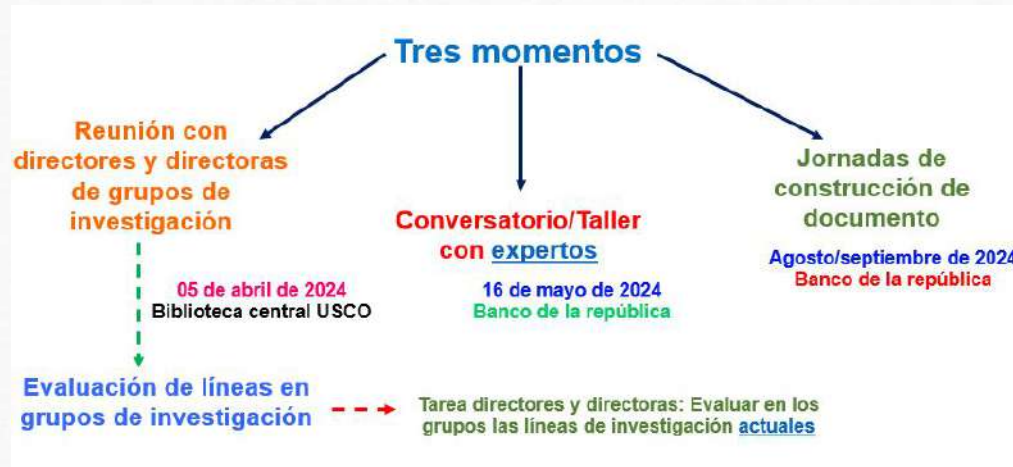 Tres momentos
Reunión con
directores y directoras
de grupos de
investigación
05 de abril de 2024
Biblioteca central USCO
Conversatorio/Taller
con expertos
16 de mayo de 2024
Banco de la república
Jornadas de
construcción de
documento
Agosto/septiembre de 2024
Banco de la república
Evaluación de líneas en
grupos de investigación
Tarea directores y directoras: Evaluar en los
grupos las líneas de investigación actuales